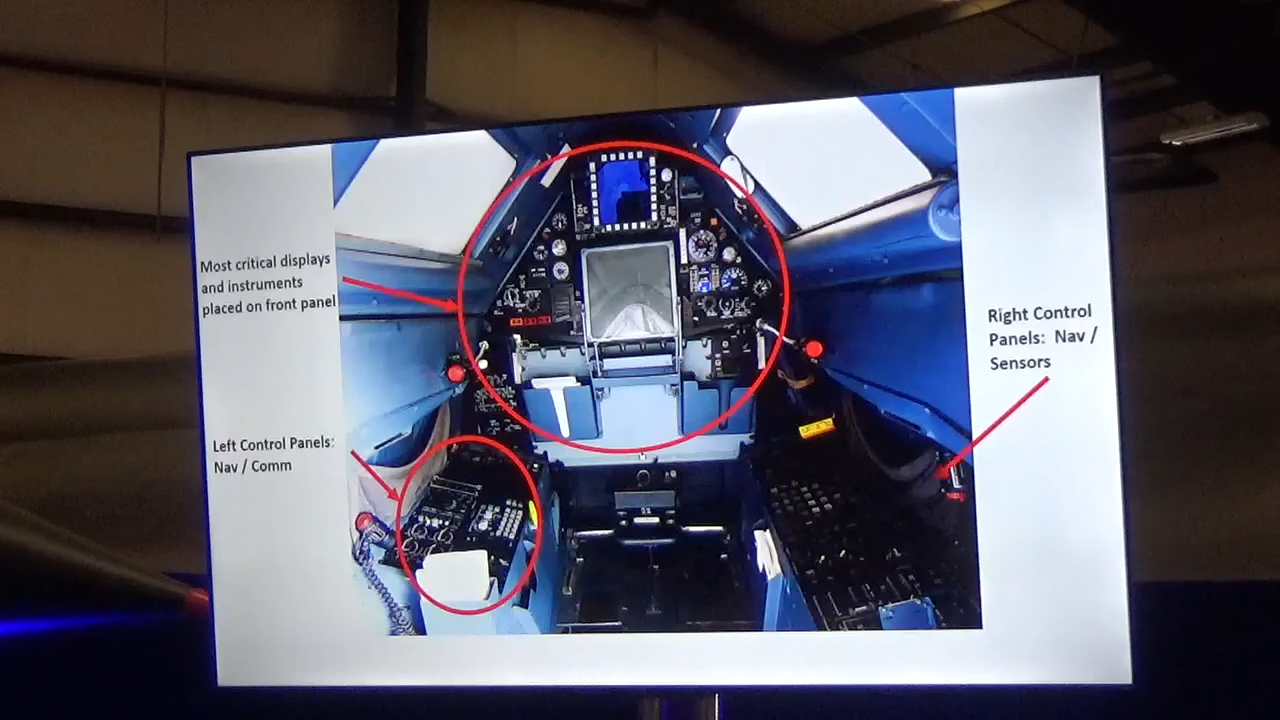 Most critical displays
and instruments
placed on front panel
Left Control Panels:
Nav / Comm
Right Control
Panels: Nav /
Sensors